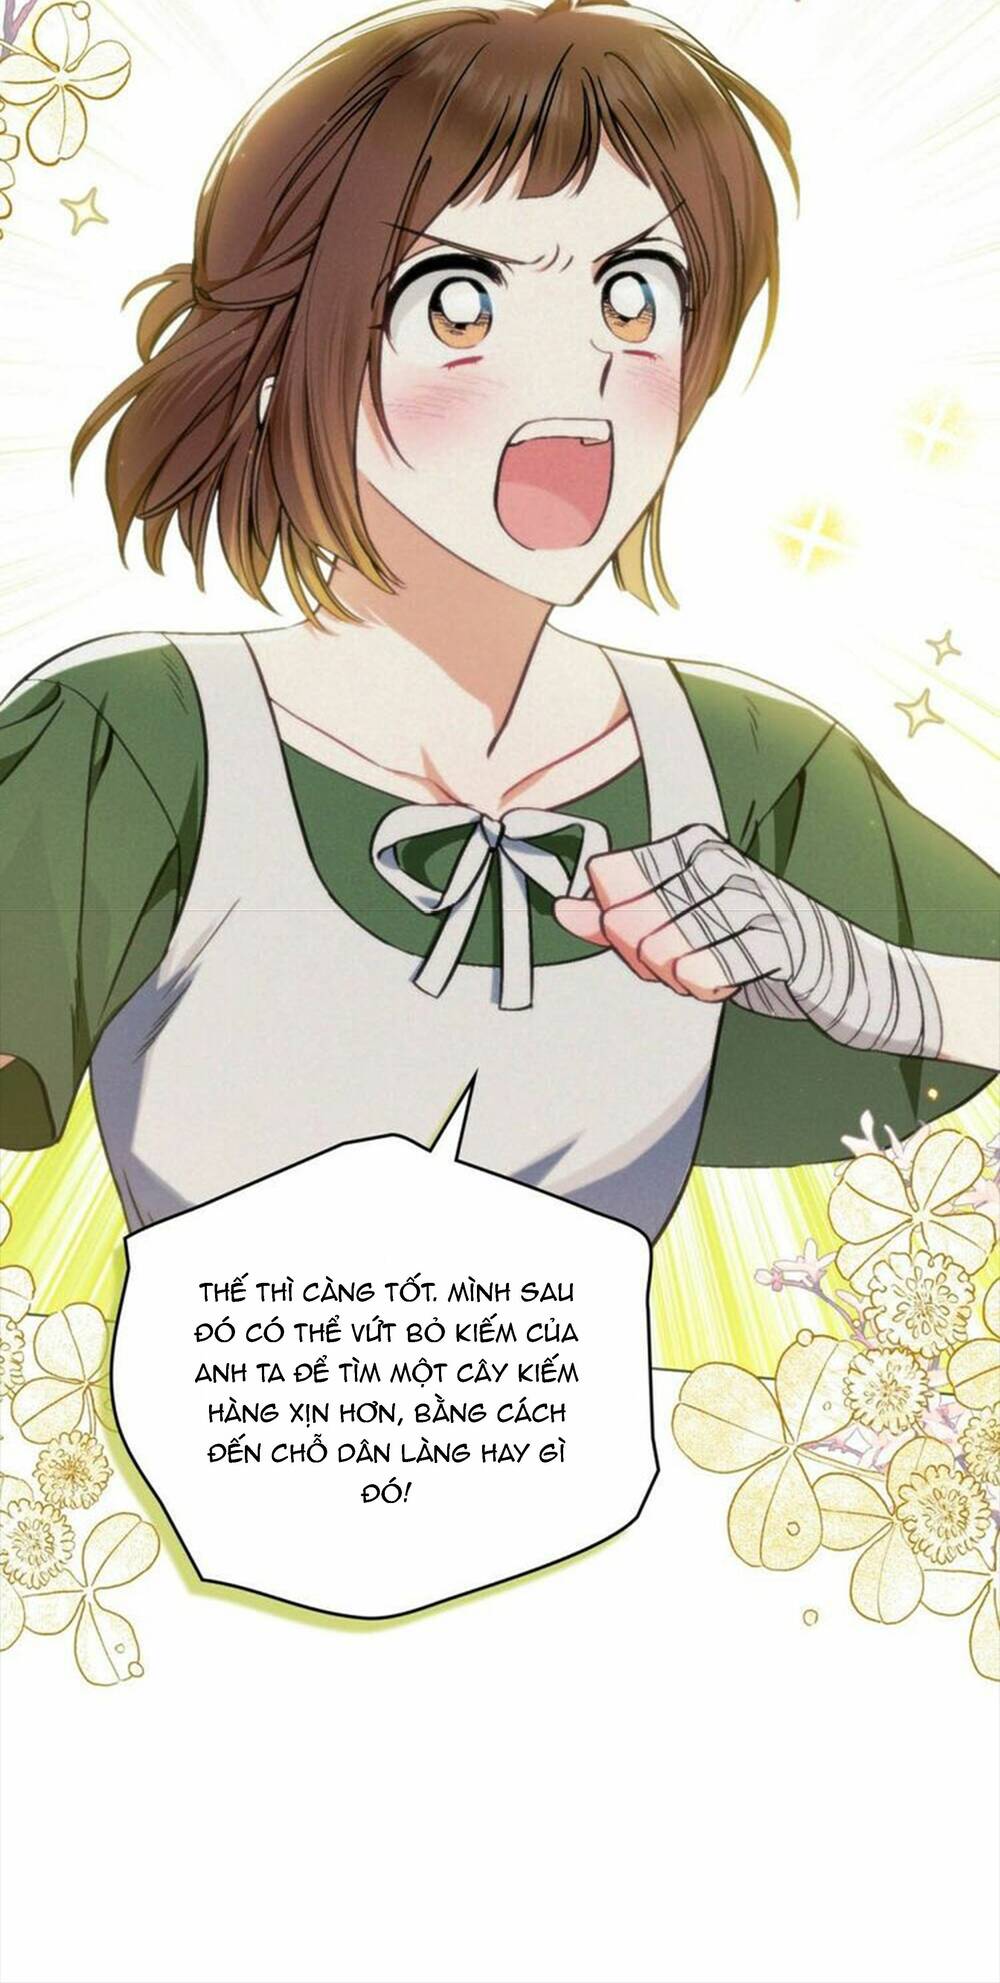 THẾ THÌ CÀNG TỐT. MÌNH SAU
ĐÓ CÓ THỂ VỨT BỎ KIẾM CỦA
ANH TA ĐỂ TÌM MỘT CÂY KIẾM
HÀNG XỊN HƠN, BẰNG CÁCH
ĐẾN CHỖ DÂN LÀNG HAY GÌ
ĐÓ!